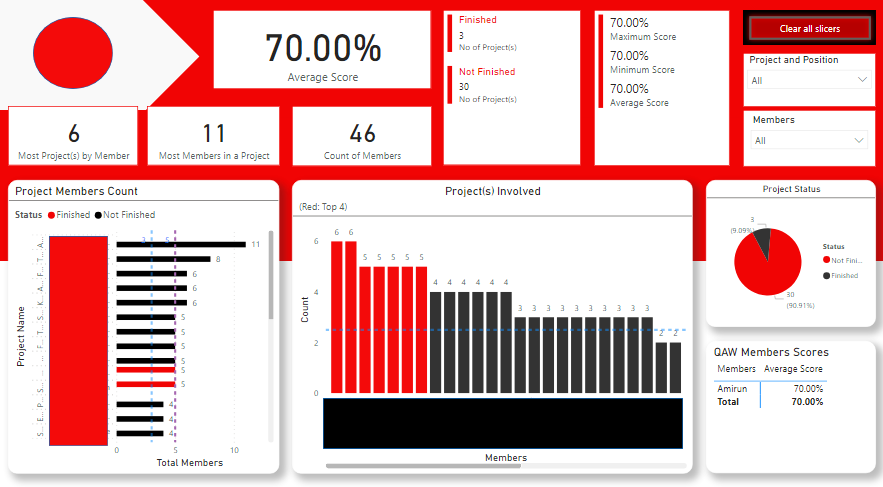 70.00%
Average Score
Finished
3
No of Project(s)
Not Finished
30
No of Project(s)
70.00%
Maximum Score
70.00%
Minimum Score
70.00%
Average Score
Clear all slicers
Project and Position
All
Members
All
6
Most Project(s) by Member
11
Most Members in a Project
46
Count of Members
Project Members Count
Status Finished Not Finished
Project Name
A...
T...
F...
A...
K...
S...
T...
F...
...
S...
P...
E...
S...
3 5
11
8
6
6
6
5
5
5
5
5
5
4
4
4
0 5 10
Total Members
Project(s) Involved
(Red: Top 4)
Count
6
4
2
0
6 6 5 5 5 5 5 4 4 4 4 4 4 3 3 3 3 3 3 3 3 3 3 2 2
Members
Project Status
3
(9.09%)
30
(90.91%)
Status
Not Fini...
Finished
QAW Members Scores
Members Average Score
Amirun 70.00%
Total 70.00%